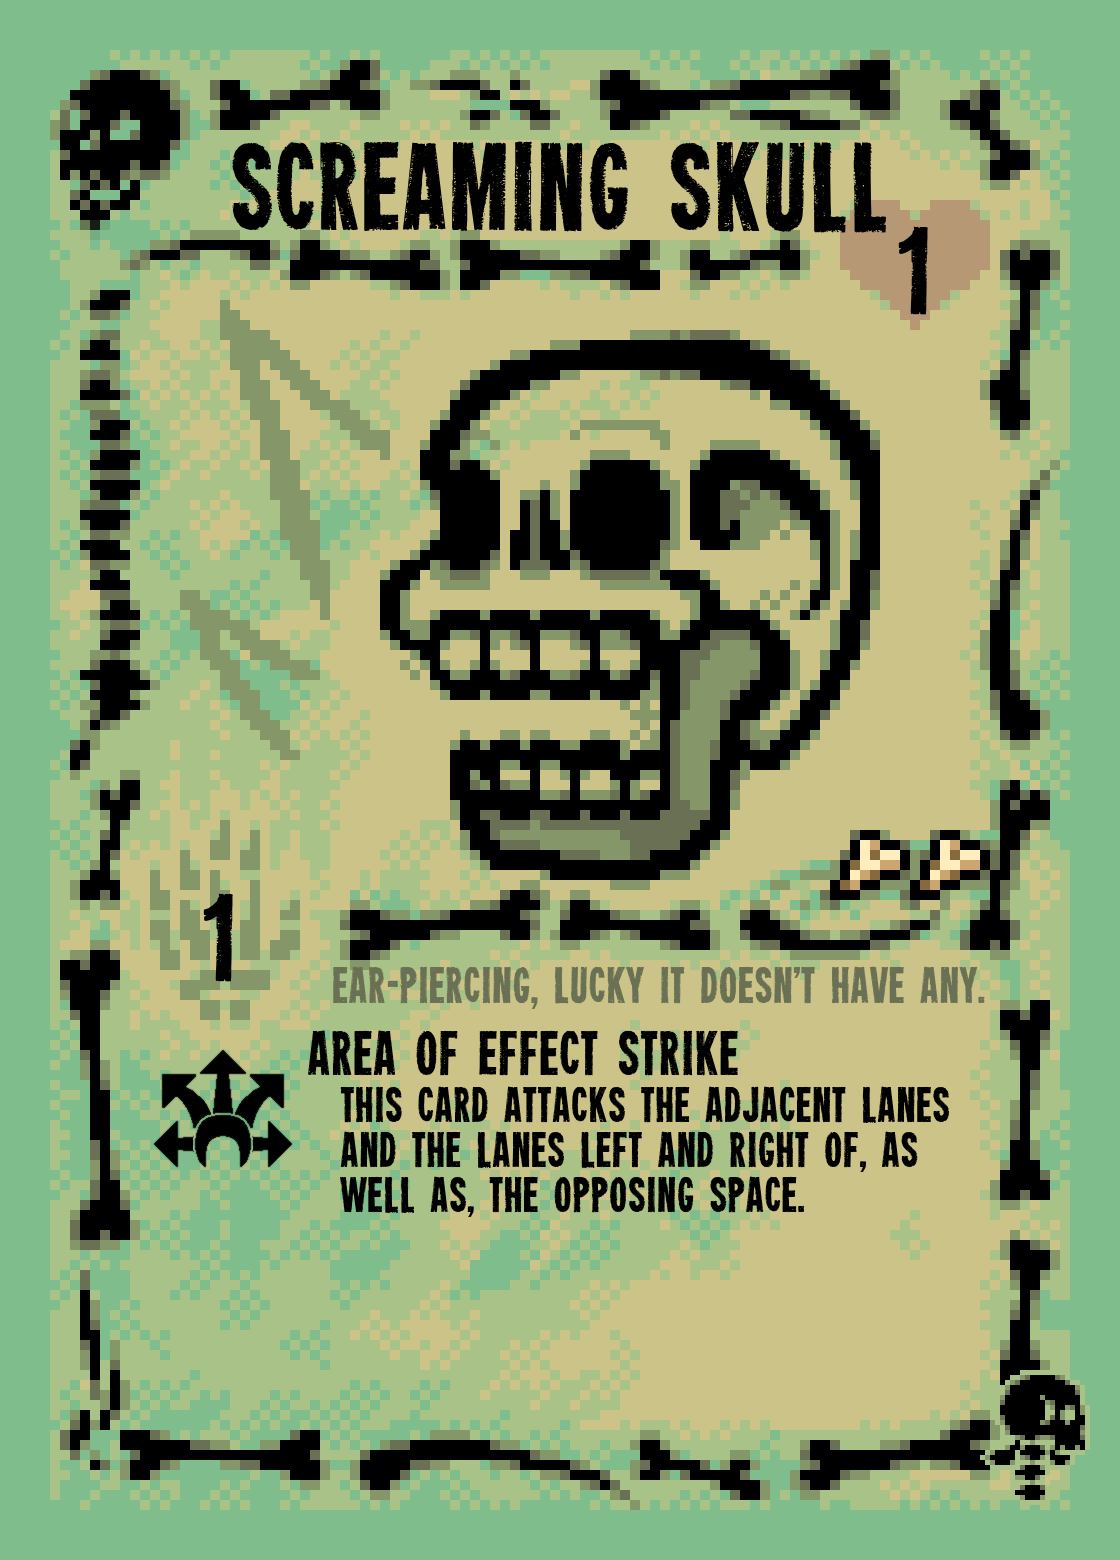 SCREAMING SKULL
1
1
EAR-PIERCING, LUCKY IT DOESN'T HAVE ANY.
AREA OF EFFECT STRIKE
THIS CARD ATTACKS THE ADJACENT LANES
AND THE LANES LEFT AND RIGHT OF, AS
WELL AS, THE OPPOSING SPACE.